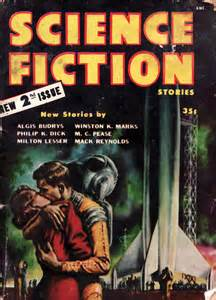 SCIENCE
FICTION
STORIES
NEW 2nd ISSUE
35¢
New Stories by
ALGIS BUDRYS WINSTON K. MARKS
PHILIP K. DICK M. C. PEASE
MILTON LESSER MACK REYNOLDS